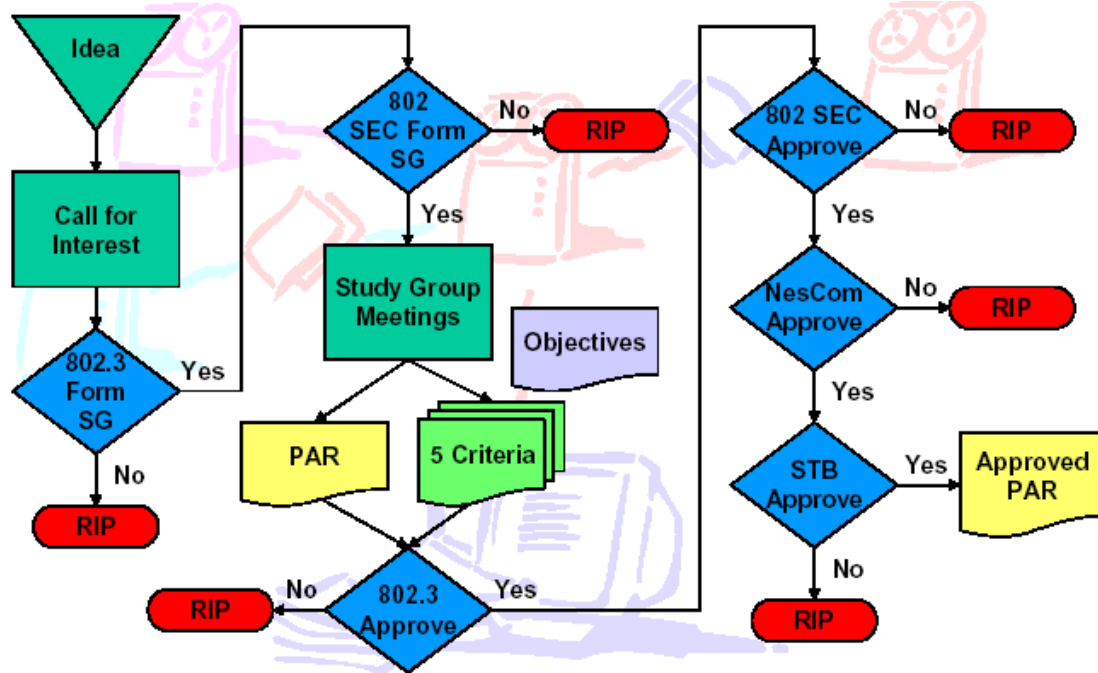 Idea
Call for
Interest
802.3
Form
SG
Yes
No
RIP
802
SEC Form
SG
No
RIP
Yes
Study Group
Meetings
Objectives
PAR
5 Criteria
802.3
Approve
No
RIP
Yes
802 SEC
Approve
No
RIP
Yes
NesCom
Approve
No
RIP
Yes
STB
Approve
Yes
Approved
PAR
No
RIP